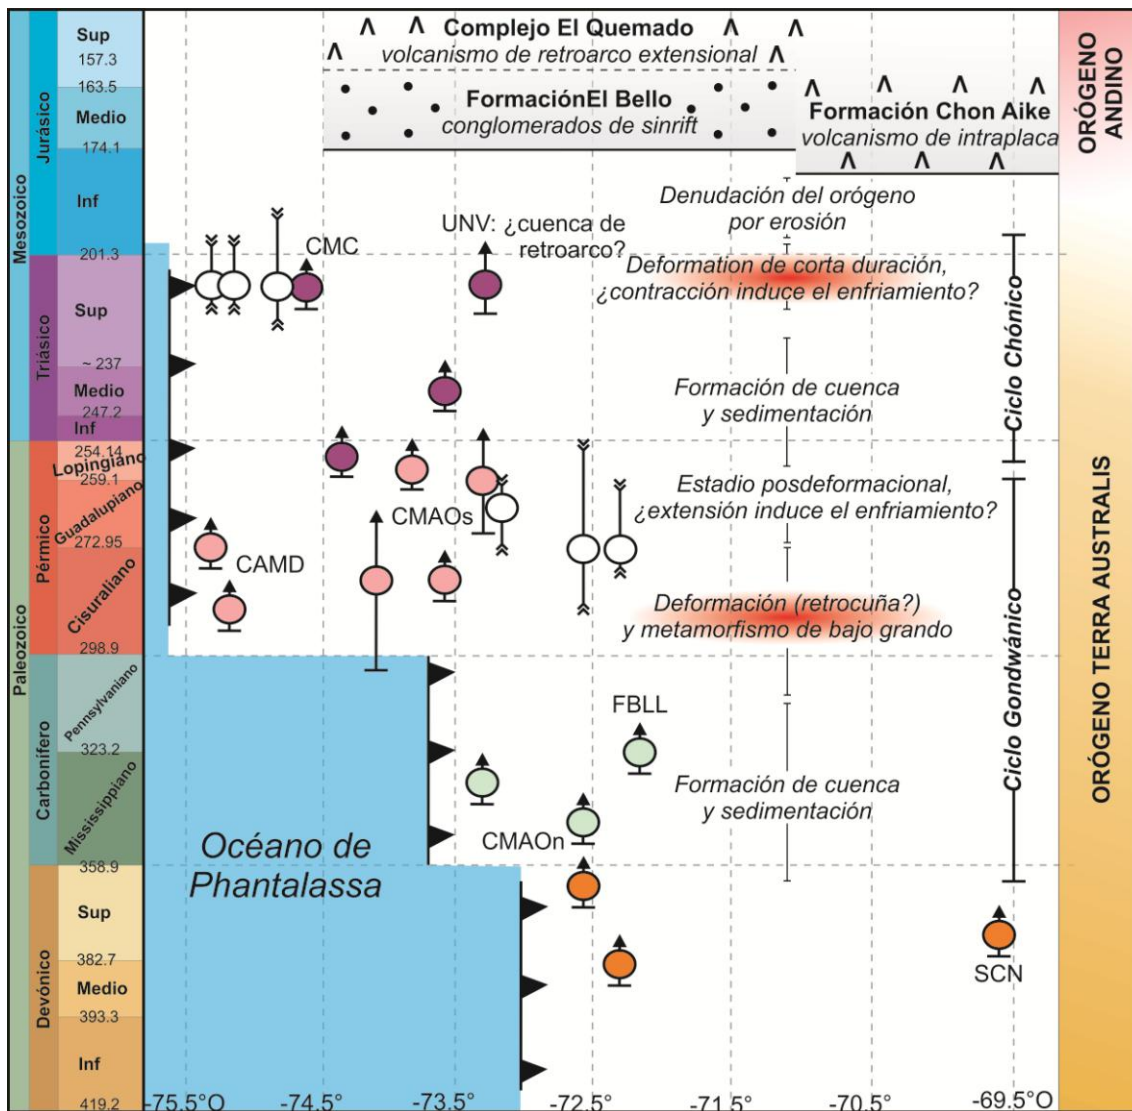 Mesozoico
Paleozoico
Jurásico
Triásico
Pérmico
Carbonífero
Devónico
Sup
157.3
163.5
Medio
174.1
Inf
201.3
Sup
~ 237
Medio
247.2
Inf
254.14
Lopingiano
259.1
Guadalupiano
272.95
Cisuraliano
298.9
Pennsylvaniano
323.2
Mississippiano
358.9
Sup
382.7
Medio
393.3
Inf
419.2
Complejo El Quemado
volcanismo de retroarco extensional
FormaciónEl Bello
conglomerados de sinrift
Formación Chon Aike
volcanismo de intraplaca
Denudación del orógeno
por erosión
UNV: ¿cuenca de
retroarco?
CMC
Deformation de corta duración,
¿contracción induce el enfriamiento?
Formación de cuenca
y sedimentación
Estadio posdeformacional,
¿extensión induce el enfriamiento?
CMAOs
CAMD
Deformación (retrocuña?)
y metamorfismo de bajo grando
FBLL
Formación de cuenca
y sedimentación
CMAOn
Océano de
Phantalassa
SCN
Ciclo Chónico
Ciclo Gondwánico
ORÓGENO
ANDINO
ORÓGENO TERRA AUSTRALIS
-75.5°O -74.5° -73.5° -72.5° -71.5° -70.5° -69.5°O